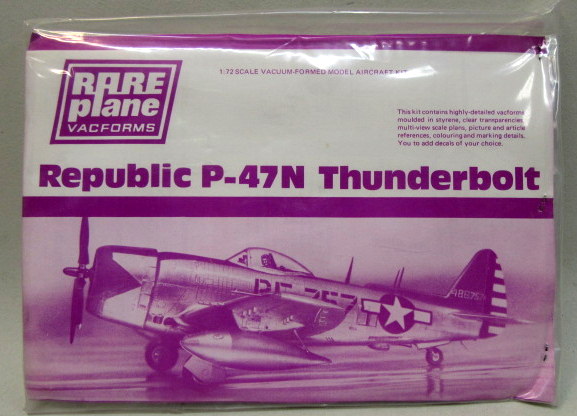 RARE
plane
VACFORMS
1:72 SCALE VACUUM-FORMED MODEL AIRCRAFT KIT
This kit contains highly-detailed vacforms
moulded in styrene, clear transparencies,
multi-view scale plans, picture and article
references, colouring and marking details.
You to add decals of your choice.
Republic P-47N Thunderbolt